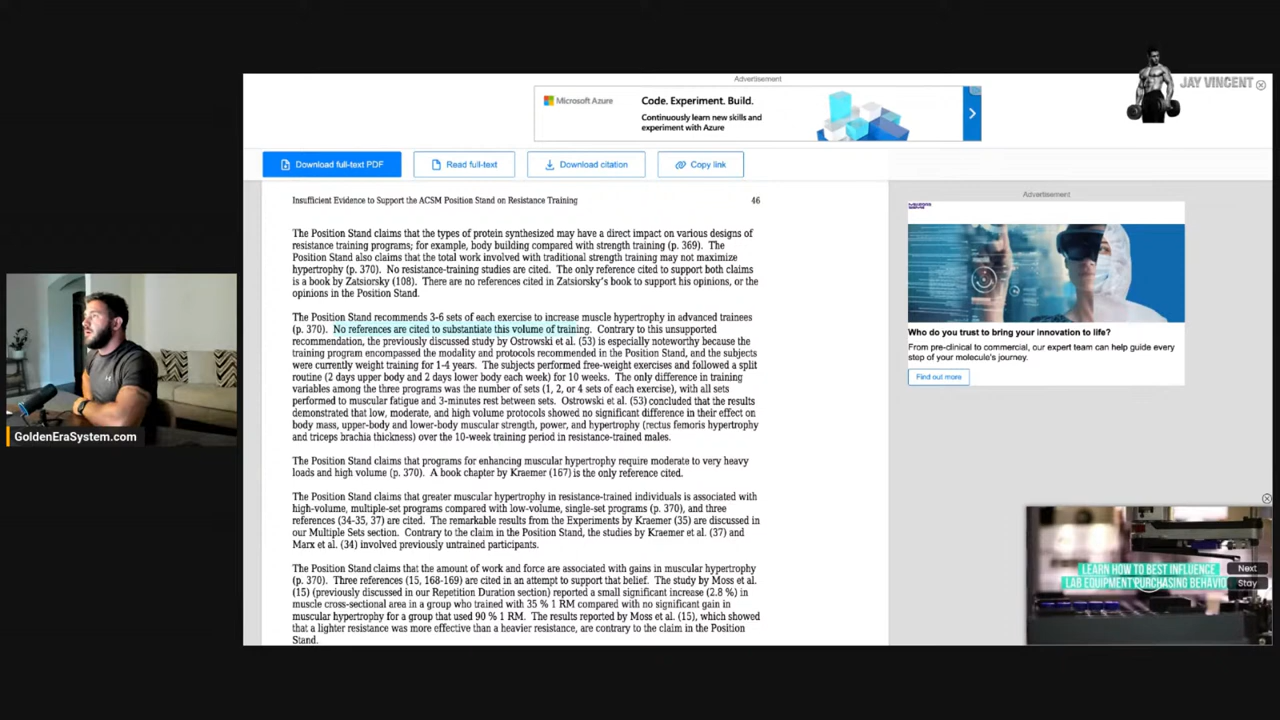 Advertisement
JAY VINCENT
Microsoft Azure
Code. Experiment. Build.
Continuously learn new skills and
experiment with Azure
Download full-text PDF
Read full-text
Download citation
Copy link
Insufficient Evidence to Support the ACSM Position Stand on Resistance Training 46
The Position Stand claims that the types of protein synthesized may have a direct impact on various designs of
resistance training programs; for example, body building compared with strength training (p. 369). The
Position Stand also claims that the total work involved with traditional strength training may not maximize
hypertrophy (p. 370). No resistance-training studies are cited. The only reference cited to support both claims
is a book by Zatsiorsky (108). There are no references cited in Zatsiorsky's book to support his opinions, or the
opinions in the Position Stand.
The Position Stand recommends 3-6 sets of each exercise to increase muscle hypertrophy in advanced trainees
(p. 370). No references are cited to substantiate this volume of training. Contrary to this unsupported
recommendation, the previously discussed study by Ostrowski et al. (53) is especially noteworthy because the
training program encompassed the modality and protocols recommended in the Position Stand, and the subjects
were currently weight training for 1-4 years. The subjects performed free-weight exercises and followed a split
routine (2 days upper body and 2 days lower body each week) for 10 weeks. The only difference in training
variables among the three programs was the number of sets (1, 2, or 4 sets of each exercise), with all sets
performed to muscular fatigue and 3-minutes rest between sets. Ostrowski et al. (53) concluded that the results
demonstrated that low, moderate, and high volume protocols showed no significant difference in their effect on
body mass, upper-body and lower-body muscular strength, power, and hypertrophy (rectus femoris hypertrophy
and triceps brachia thickness) over the 10-week training period in resistance-trained males.
The Position Stand claims that programs for enhancing muscular hypertrophy require moderate to very heavy
loads and high volume (p. 370). A book chapter by Kraemer (167) is the only reference cited.
The Position Stand claims that greater muscular hypertrophy in resistance-trained individuals is associated with
high-volume, multiple-set programs compared with low-volume, single-set programs (p. 370), and three
references (34-35, 37) are cited. The remarkable results from the Experiments by Kraemer (35) are discussed in
our Multiple Sets section. Contrary to the claim in the Position Stand, the studies by Kraemer et al. (37) and
Marx et al. (34) involved previously untrained participants.
The Position Stand claims that the amount of work and force are associated with gains in muscular hypertrophy
(p. 370). Three references (15, 168-169) are cited in an attempt to support that belief. The study by Moss et al.
(15) (previously discussed in our Repetition Duration section) reported a small significant increase (2.8 %) in
muscle cross-sectional area in a group who trained with 35 % 1 RM compared with no significant gain in
muscular hypertrophy for a group that used 90 % 1 RM. The results reported by Moss et al. (15), which showed
that a lighter resistance was more effective than a heavier resistance, are contrary to the claim in the Position
Stand.
Advertisement
Who do you trust to bring your innovation to life?
From pre-clinical to commercial, our expert team can help guide every
step of your molecule's journey.
Find out more
GoldenEraSystem.com
LEARN HOW TO BEST INFLUENCE
LAB EQUIPMENT PURCHASING BEHAVIO
Next
Stay